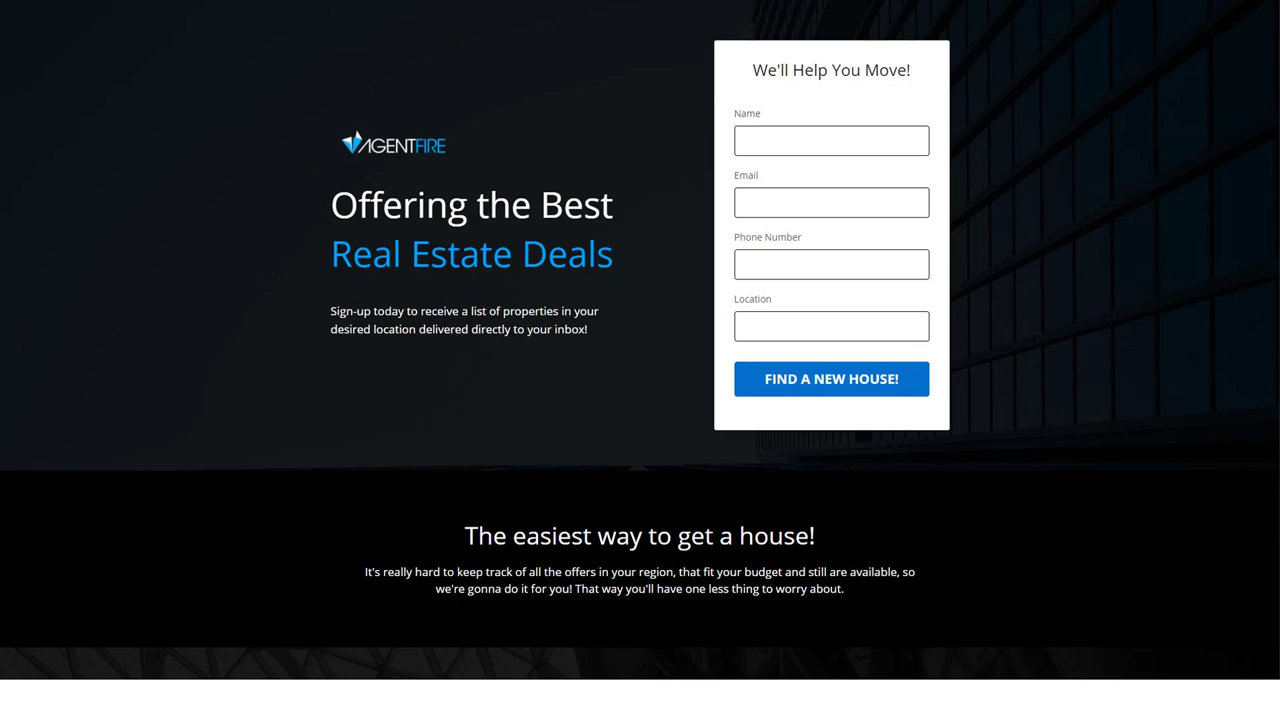 AGENTFIRE
Offering the Best
Real Estate Deals
Sign-up today to receive a list of properties in your
desired location delivered directly to your inbox!
We'll Help You Move!
Name
Email
Phone Number
Location
FIND A NEW HOUSE!
The easiest way to get a house!
It's really hard to keep track of all the offers in your region, that fit your budget and still are available, so
we're gonna do it for you! That way you'll have one less thing to worry about.